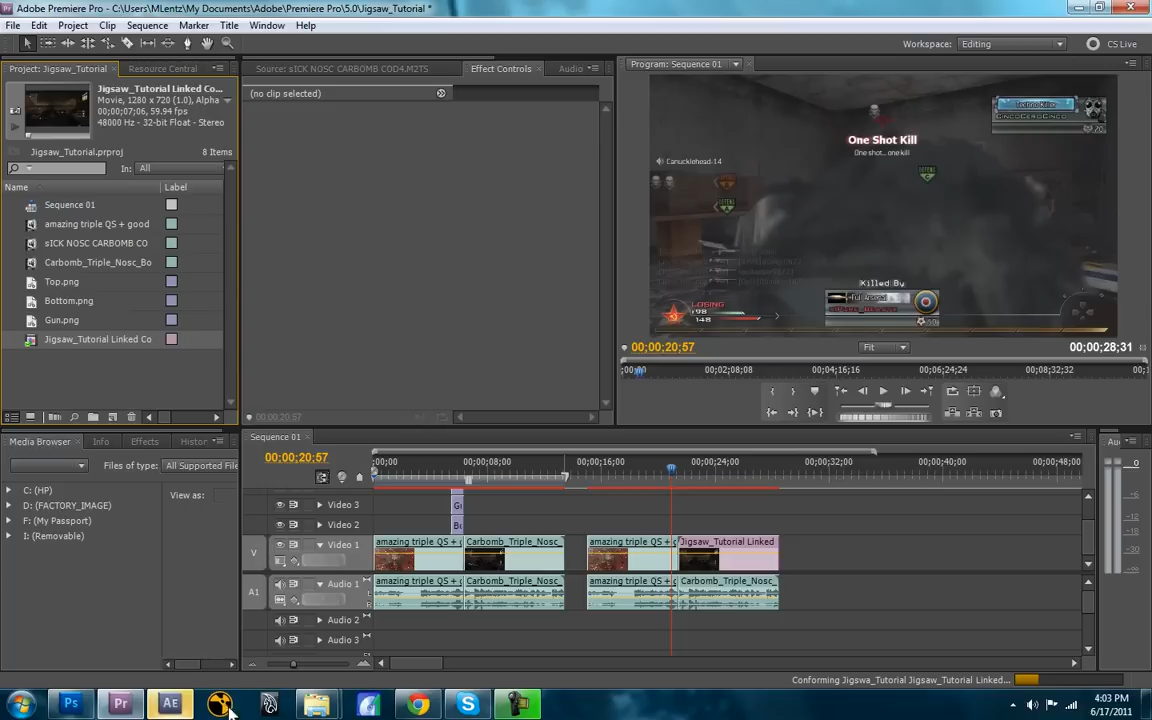 Adobe Premiere Pro - C:\Users\MLentz\My Documents\Adobe\Premiere Pro\5.0\Jigsaw_Tutorial *
File Edit Project Clip Sequence Marker Title Window Help
Workspace: Editing CS Live
Project: Jigsaw_Tutorial Resource Central
Source: sICK NOSC CARBOMB COD4.M2TS Effect Controls Audio
Program: Sequence 01
Jigsaw_Tutorial Linked Co...
Movie, 1280 x 720 (1.0), Alpha
00;00;07;06, 59.94 fps
48000 Hz - 32-bit Float - Stereo
(no clip selected)
Jigsaw_Tutorial.prproj 8 Items
In: All
Name Label
Sequence 01
amazing triple QS + good
sICK NOSC CARBOMB CO
Carbomb_Triple_Nosc_Bo
Top.png
Bottom.png
Gun.png
Jigsaw_Tutorial Linked Co
00;00;20;57
One Shot Kill
One shot... one kill
Canucklehead-14
Killed By
LOSING
00;00;20;57 Fit 00;00;28;31
;00;00 00;02;08;08 00;04;16;16 00;06;24;24 00;08;32;32 00;1
Media Browser Info Effects Histor
Files of type: All Supported File
C: (HP)
D: (FACTORY_IMAGE)
F: (My Passport)
I: (Removable)
View as:
Sequence 01
00;00;20;57
;00;00 00;00;08;00 00;00;16;00 00;00;24;00 00;00;32;00 00;00;40;00 00;00;48;00
Video 3
Video 2
V Video 1 amazing triple QS + g Carbomb_Triple_Nosc_ amazing triple QS + g Jigsaw_Tutorial Linked
A1 Audio 1 amazing triple QS + g Carbomb_Triple_Nosc_ amazing triple QS + g Carbomb_Triple_Nosc_
Audio 2
Audio 3
Au
0
-6
-12
-18
-30
Conforming Jigswa_Tutorial Jigsaw_Tutorial Linked...
Ps Pr Ae
4:03 PM
6/17/2011